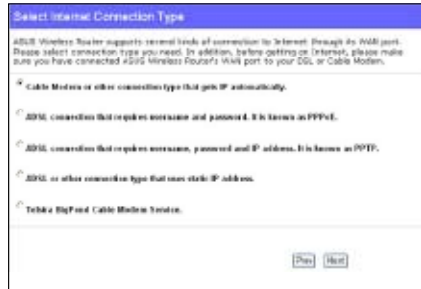 Select Internet Connection Type
ASUS Wireless Router supports several kinds of connection to Internet through its WAN port.
Please select connection type you need. In addition, before getting on Internet, please make
sure you have connected ASUS Wireless Router's WAN port to your DSL or Cable Modem.
Cable Modem or other connection type that gets IP automatically.
ADSL connection that requires username and password. It is known as PPPoE.
ADSL connection that requires username, password and IP address. It is known as PPTP.
ADSL or other connection type that uses static IP address.
Telstra BigPond Cable Modem Service.
Prev Next